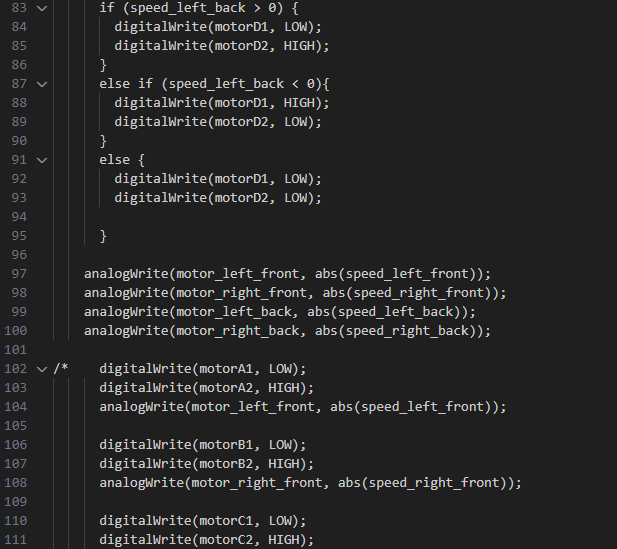 83 if (speed_left_back > 0) {
84 digitalWrite(motorD1, LOW);
85 digitalWrite(motorD2, HIGH);
86 }
87 else if (speed_left_back < 0){
88 digitalWrite(motorD1, HIGH);
89 digitalWrite(motorD2, LOW);
90 }
91 else {
92 digitalWrite(motorD1, LOW);
93 digitalWrite(motorD2, LOW);
94
95 }
96
97 analogWrite(motor_left_front, abs(speed_left_front));
98 analogWrite(motor_right_front, abs(speed_right_front));
99 analogWrite(motor_left_back, abs(speed_left_back));
100 analogWrite(motor_right_back, abs(speed_right_back));
101
102 /* digitalWrite(motorA1, LOW);
103 digitalWrite(motorA2, HIGH);
104 analogWrite(motor_left_front, abs(speed_left_front));
105
106 digitalWrite(motorB1, LOW);
107 digitalWrite(motorB2, HIGH);
108 analogWrite(motor_right_front, abs(speed_right_front));
109
110 digitalWrite(motorC1, LOW);
111 digitalWrite(motorC2, HIGH);